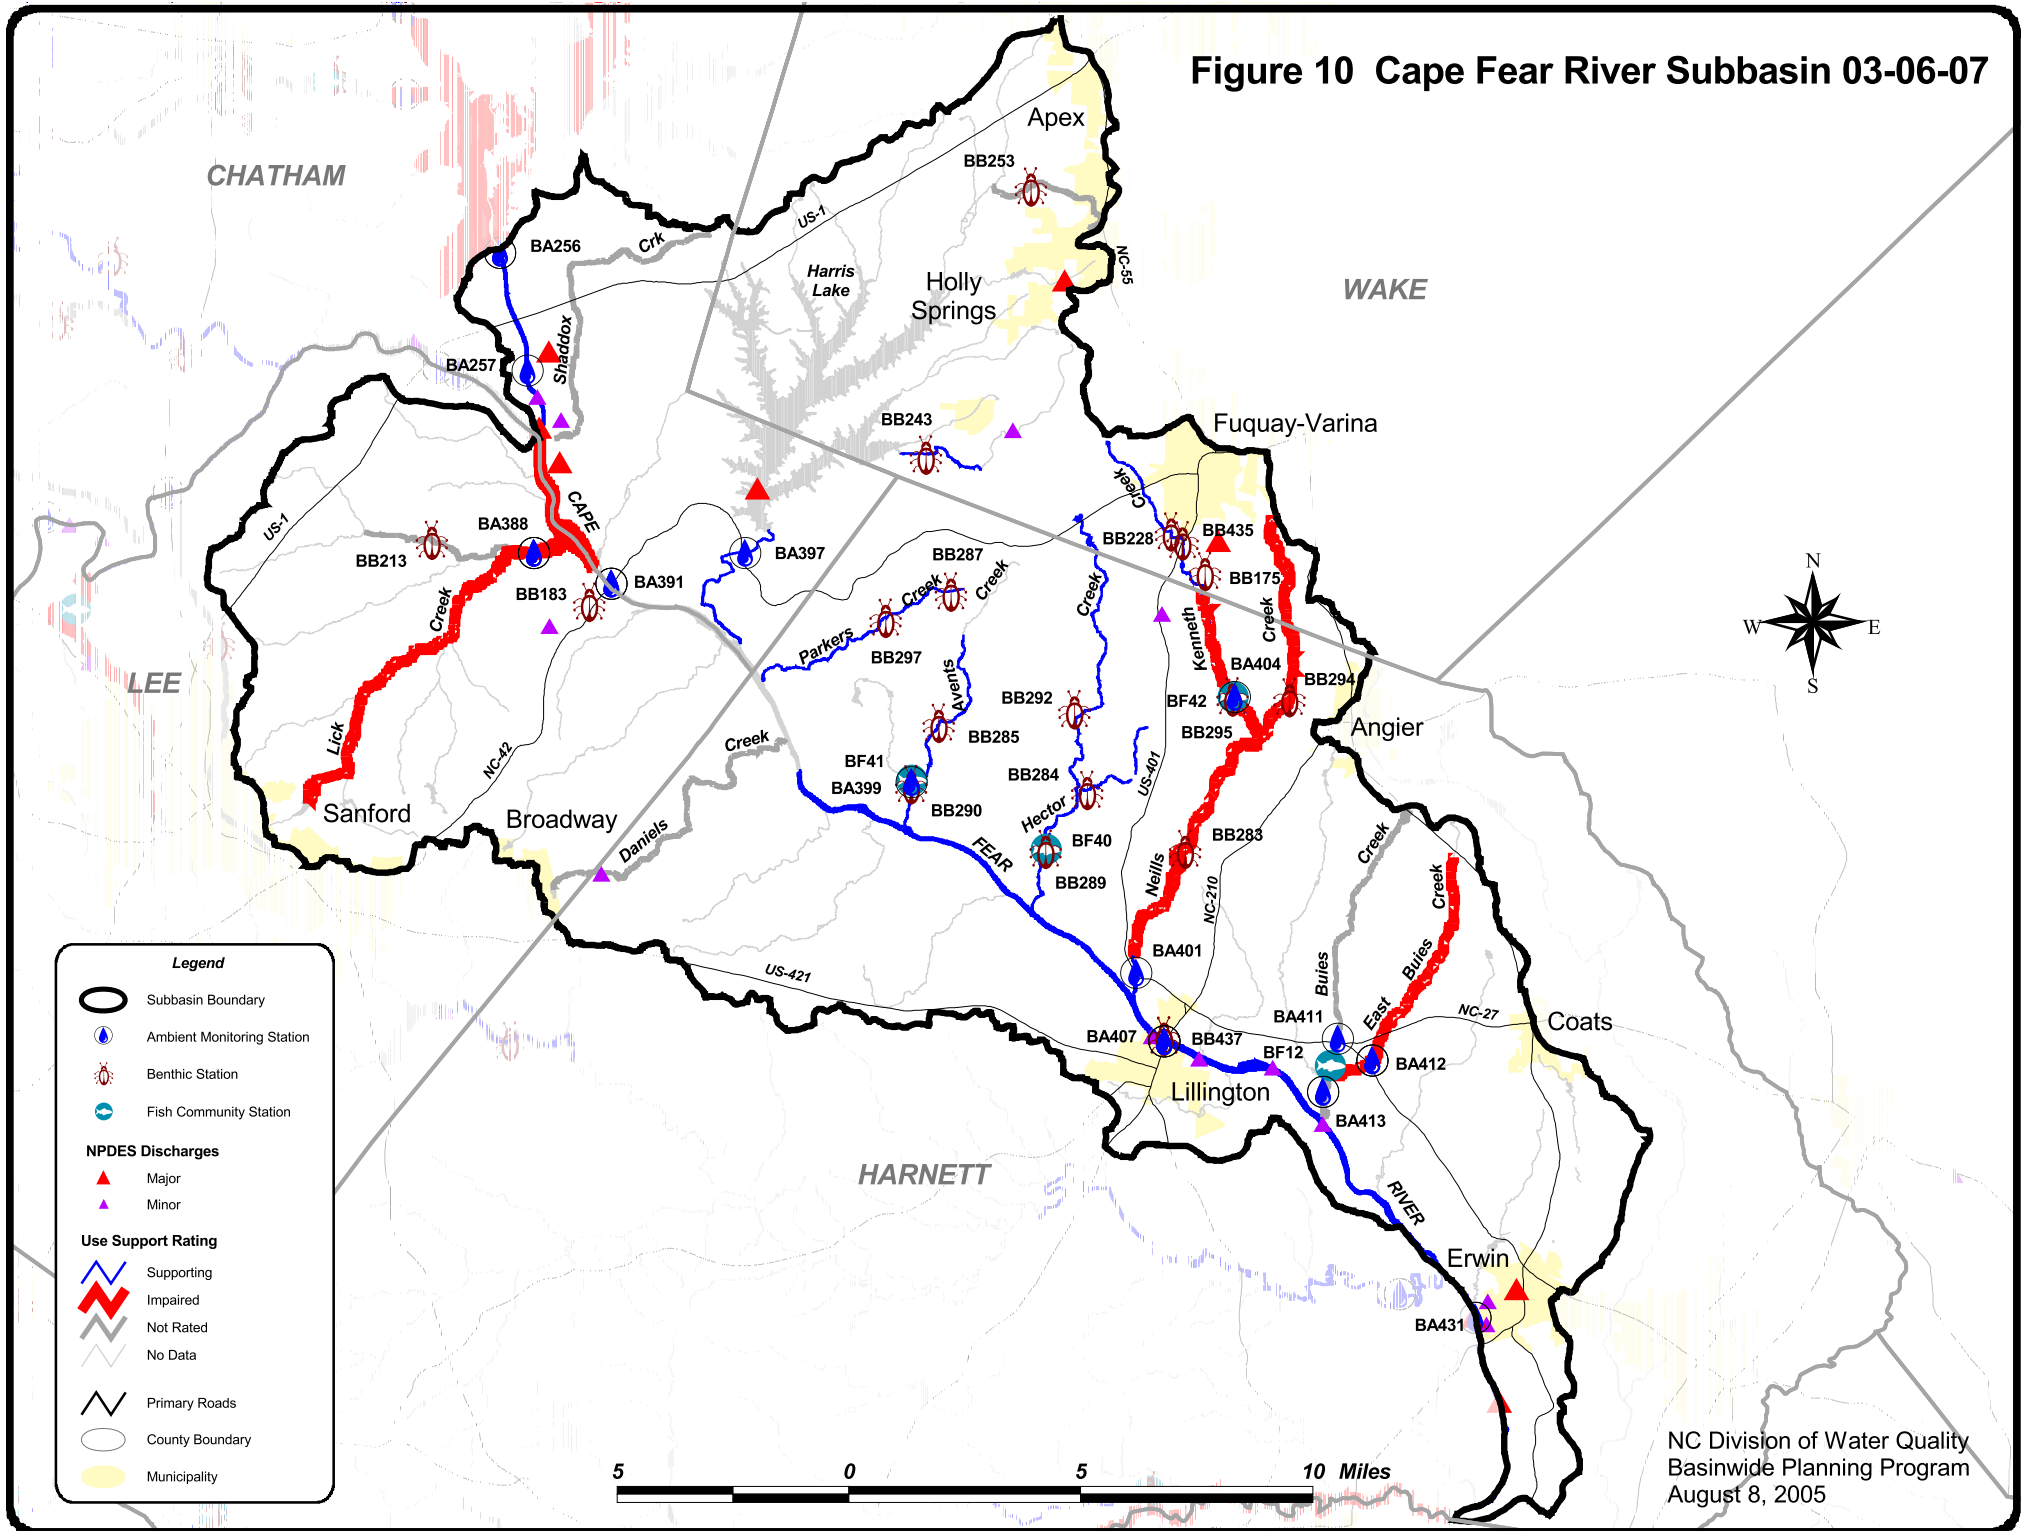 Figure 10 Cape Fear River Subbasin 03-06-07
Apex
BB253
CHATHAM
US-1
Crk
BA256
NC-55
Harris
Lake
Holly
Springs
WAKE
Shaddox
BA257
BB243
Fuquay-Varina
Creek
CAPE
US-1
BA388
BB213
BB435
BB228
BA397
BB287
BA391
BB183
Creek
Creek
Creek
Creek
BB175
Creek
Kenneth
N
W
E
S
Parkers
BB297
BA404
BB294
LEE
Avents
BB292
BF42
BB295
Angier
Lick
Creek
BB285
NC-42
BF41
BA399
BB284
US-401
Sanford
Broadway
BB290
Hector
Daniels
FEAR
BF40
BB283
Creek
BB289
Neills
NC-210
Creek
BA401
Buies
Buies
US-421
East
NC-27
BA411
Coats
BA407
BB437
BF12
BA412
Lillington
BA413
HARNETT
RIVER
Erwin
BA431
Legend
Subbasin Boundary
Ambient Monitoring Station
Benthic Station
Fish Community Station
NPDES Discharges
Major
Minor
Use Support Rating
Supporting
Impaired
Not Rated
No Data
Primary Roads
County Boundary
Municipality
5 0 5 10 Miles
NC Division of Water Quality
Basinwide Planning Program
August 8, 2005